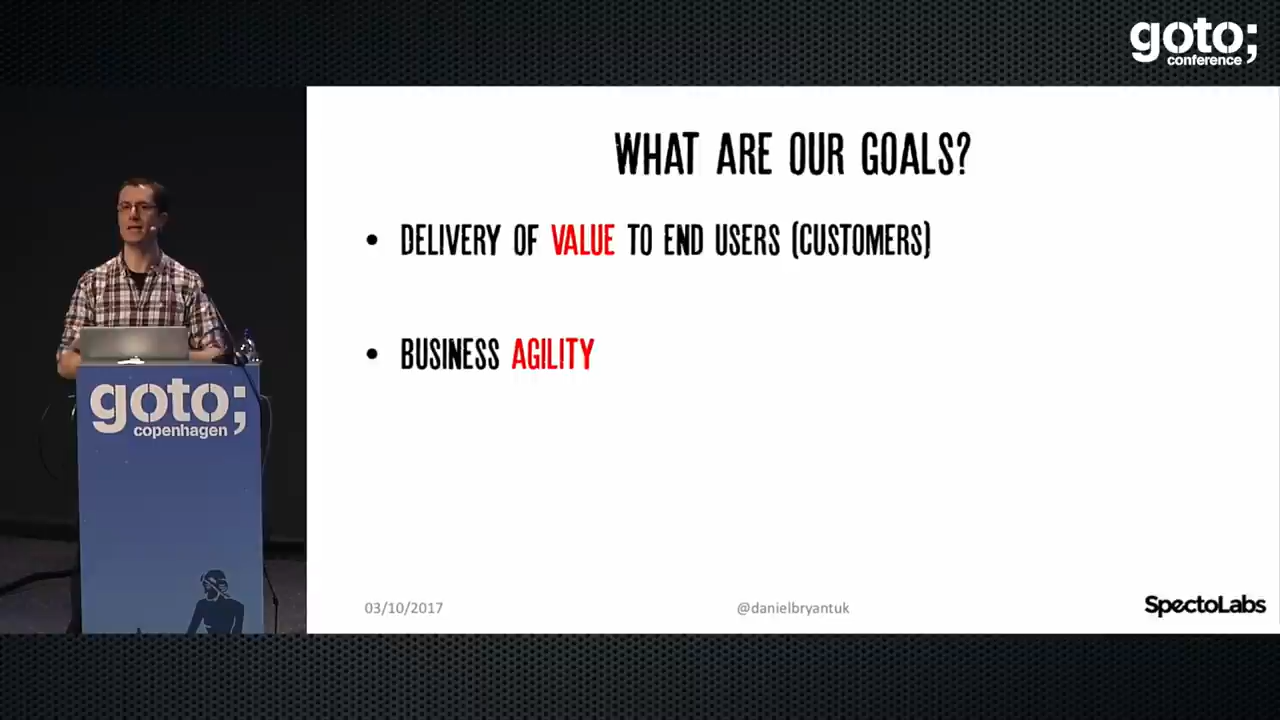 goto;
conference
WHAT ARE OUR GOALS?
• DELIVERY OF VALUE TO END USERS (CUSTOMERS)
• BUSINESS AGILITY
goto;
copenhagen
03/10/2017
@danielbryantuk
SpectoLabs